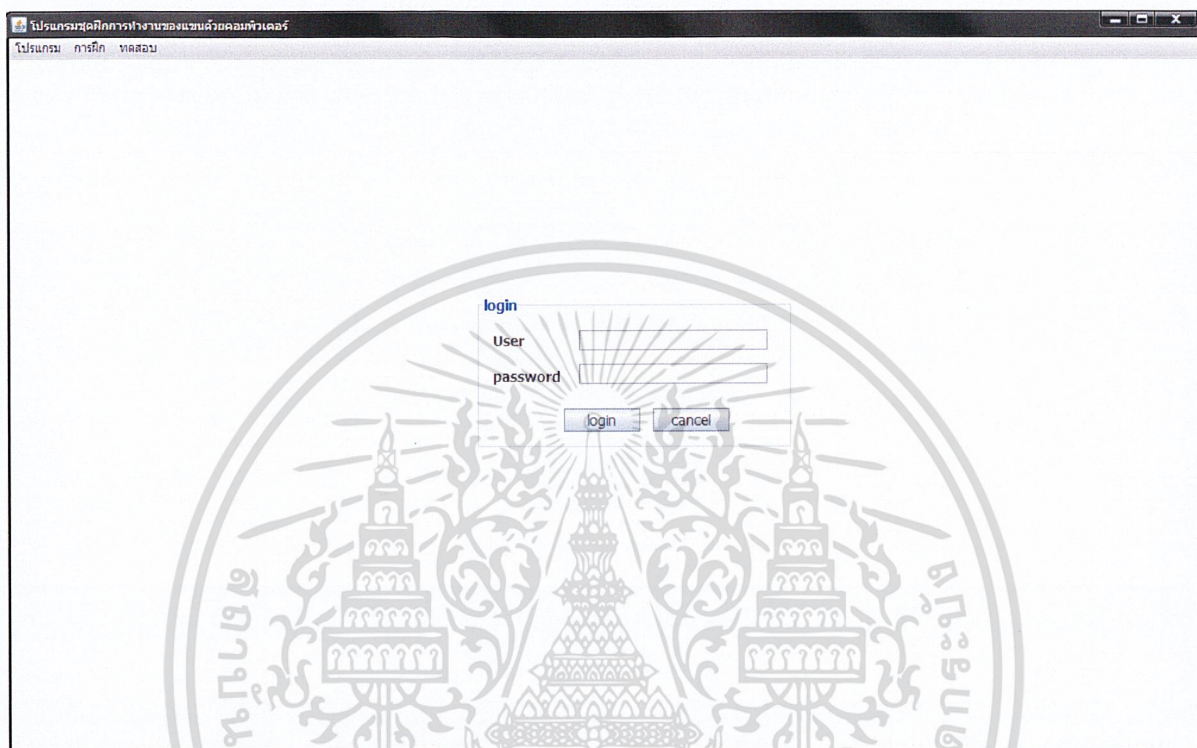 โปรแกรมชุดฝึกการทำงานของแขนด้วยคอมพิวเตอร์
โปรแกรม การฝึก ทดสอบ
login
User
password
login cancel